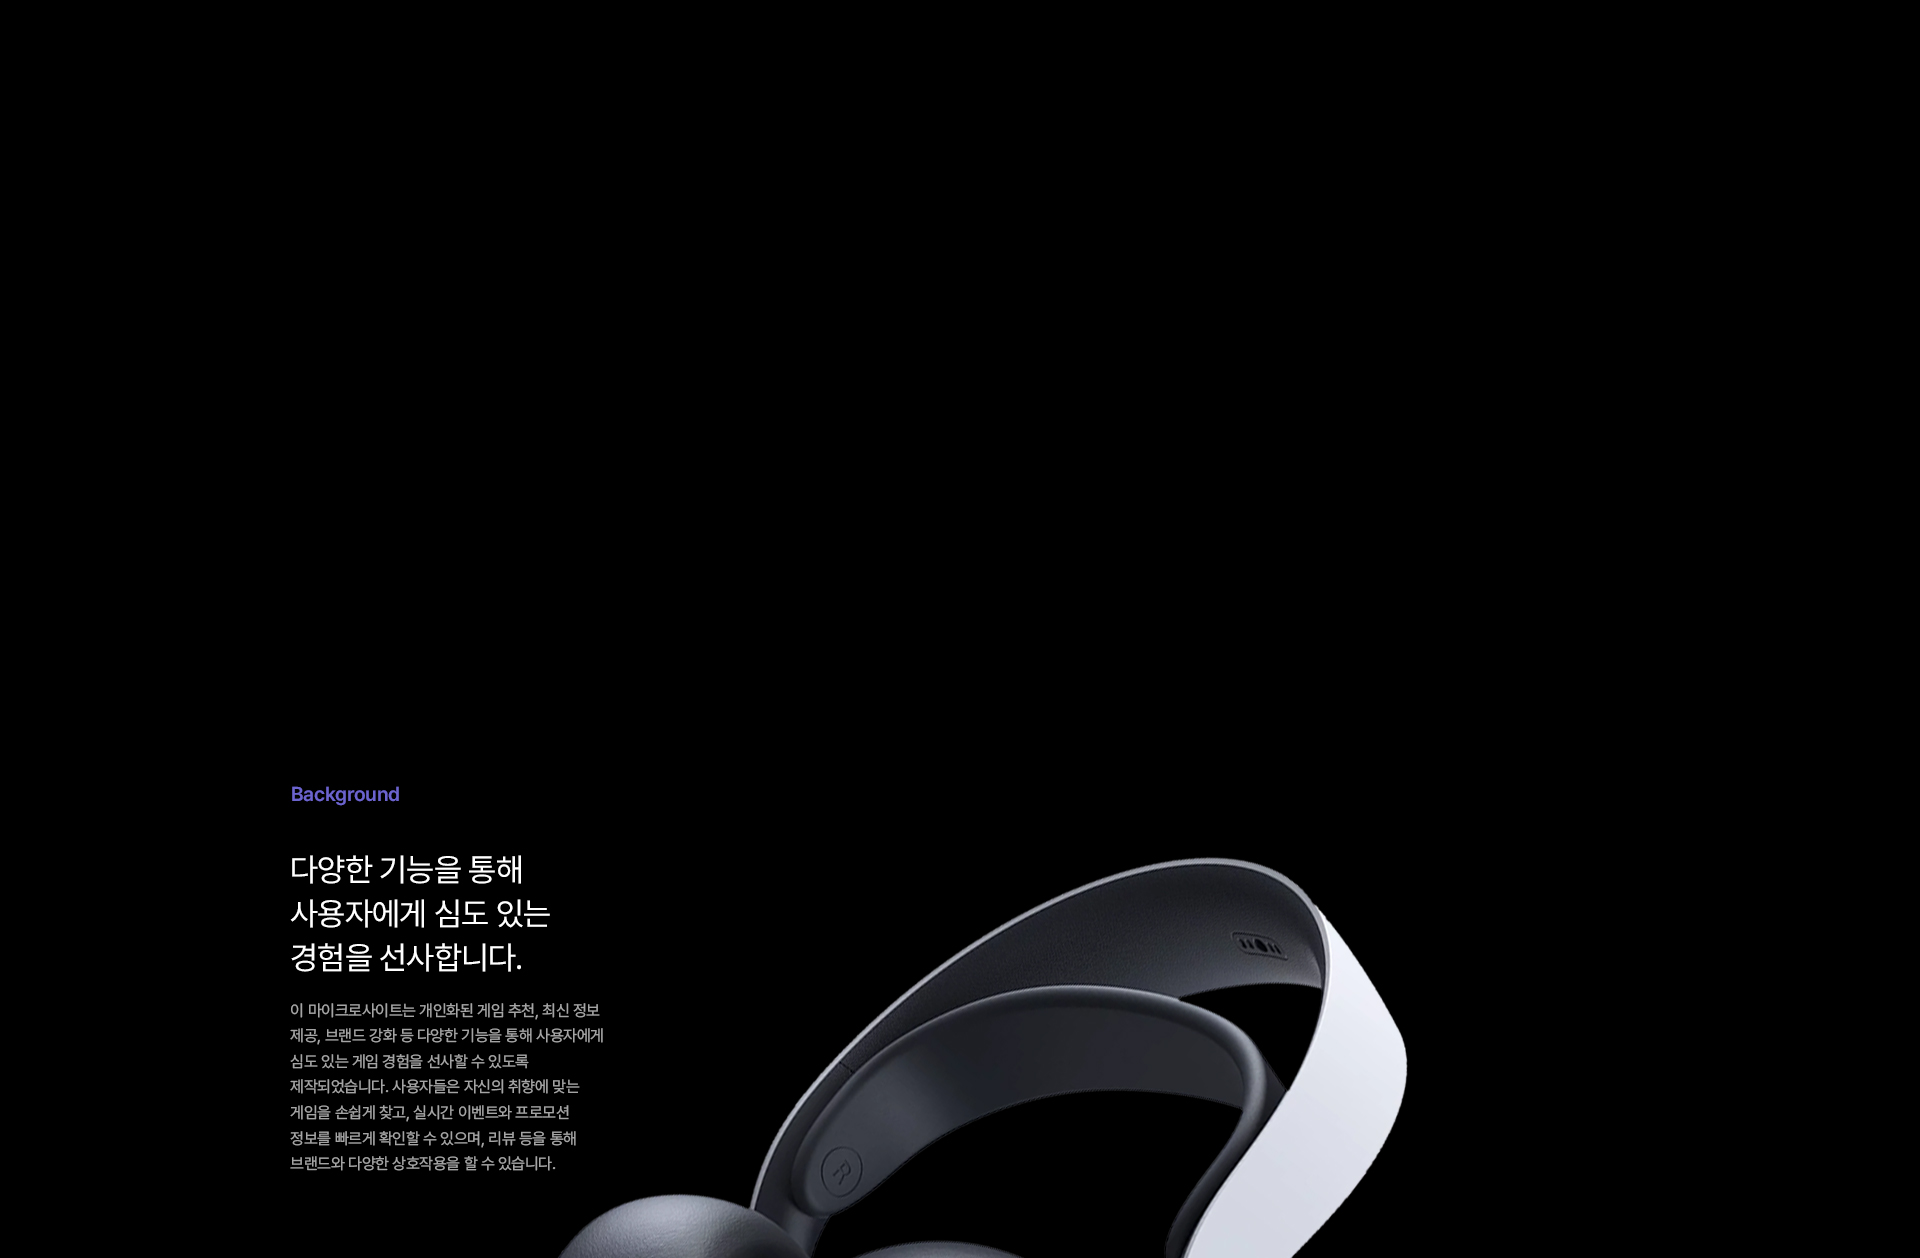 Background
다양한 기능을 통해
사용자에게 심도 있는
경험을 선사합니다.
이 마이크로사이트는 개인화된 게임 추천, 최신 정보
제공, 브랜드 강화 등 다양한 기능을 통해 사용자에게
심도 있는 게임 경험을 선사할 수 있도록
제작되었습니다. 사용자들은 자신의 취향에 맞는
게임을 손쉽게 찾고, 실시간 이벤트와 프로모션
정보를 빠르게 확인할 수 있으며, 리뷰 등을 통해
브랜드와 다양한 상호작용을 할 수 있습니다.
R